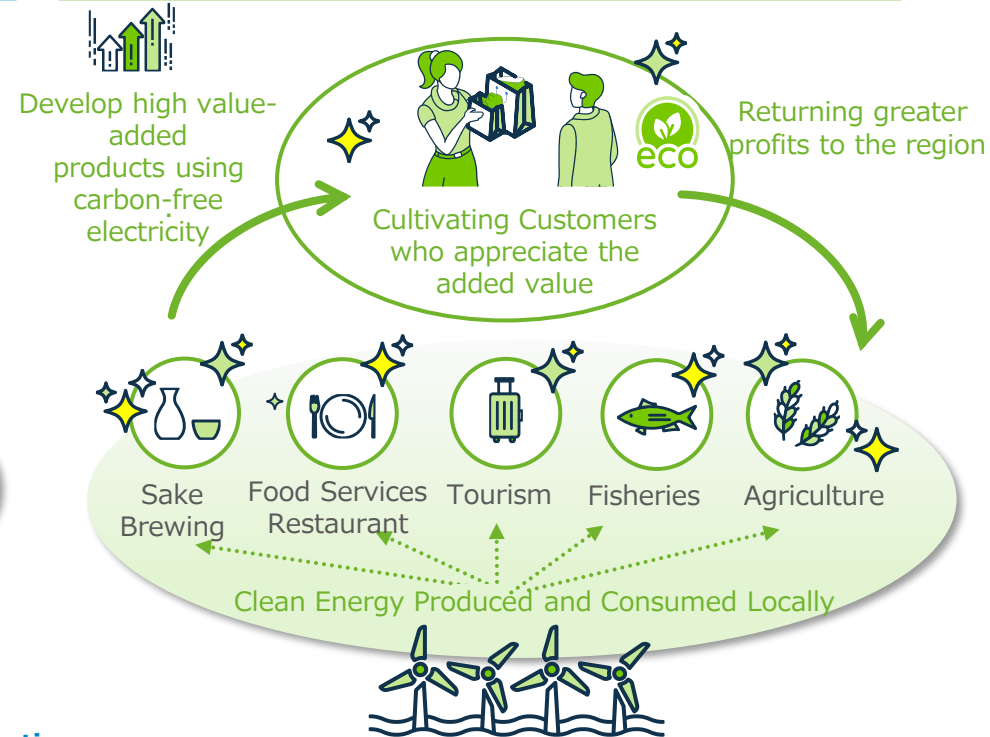 Develop high value-
added
products using
carbon-free
electricity
Returning greater
profits to the region
eco
Cultivating Customers
who appreciate the
added value
Sake
Brewing
Food Services
Restaurant
Tourism
Fisheries
Agriculture
Clean Energy Produced and Consumed Locally